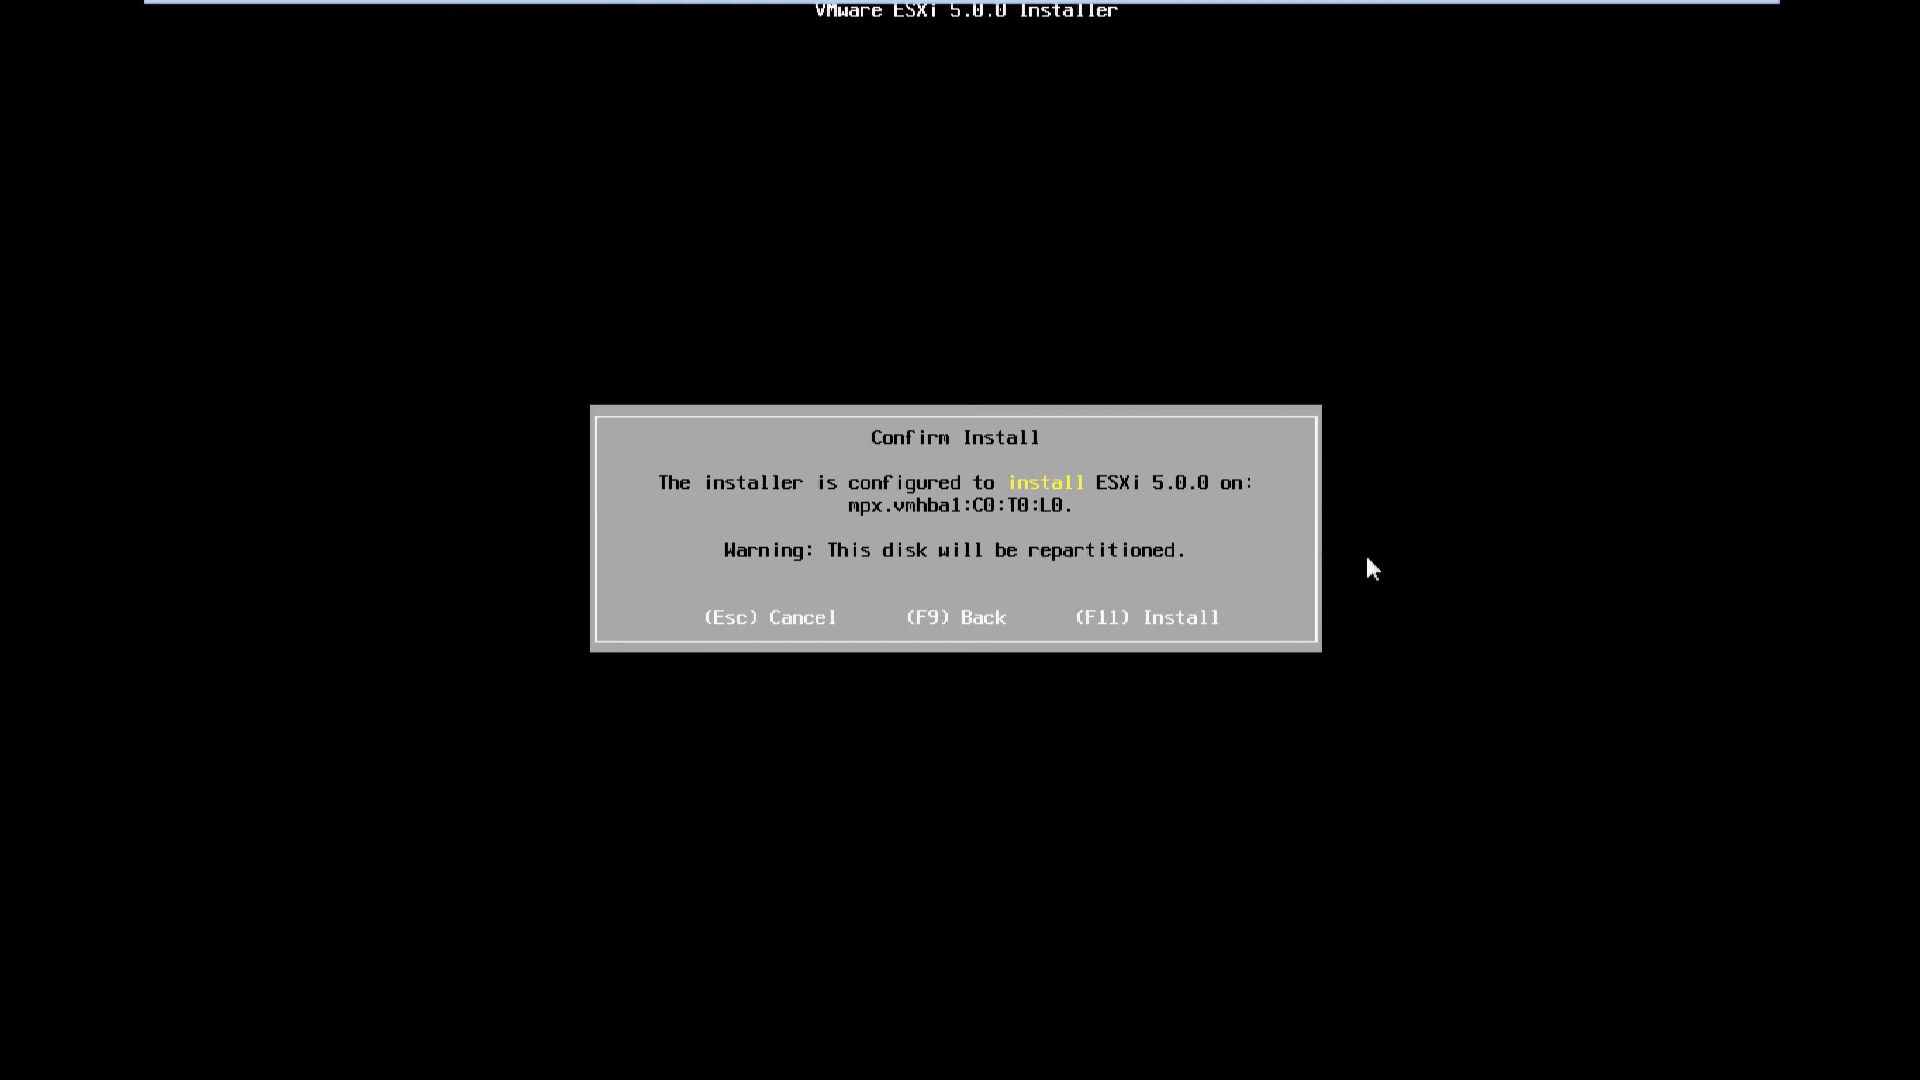 VMware ESXi 5.0.0 Installer
Confirm Install
The installer is configured to install ESXi 5.0.0 on:
mpx.vmhba1:C0:T0:L0.
Warning: This disk will be repartitioned.
(Esc) Cancel (F9) Back (F11) Install